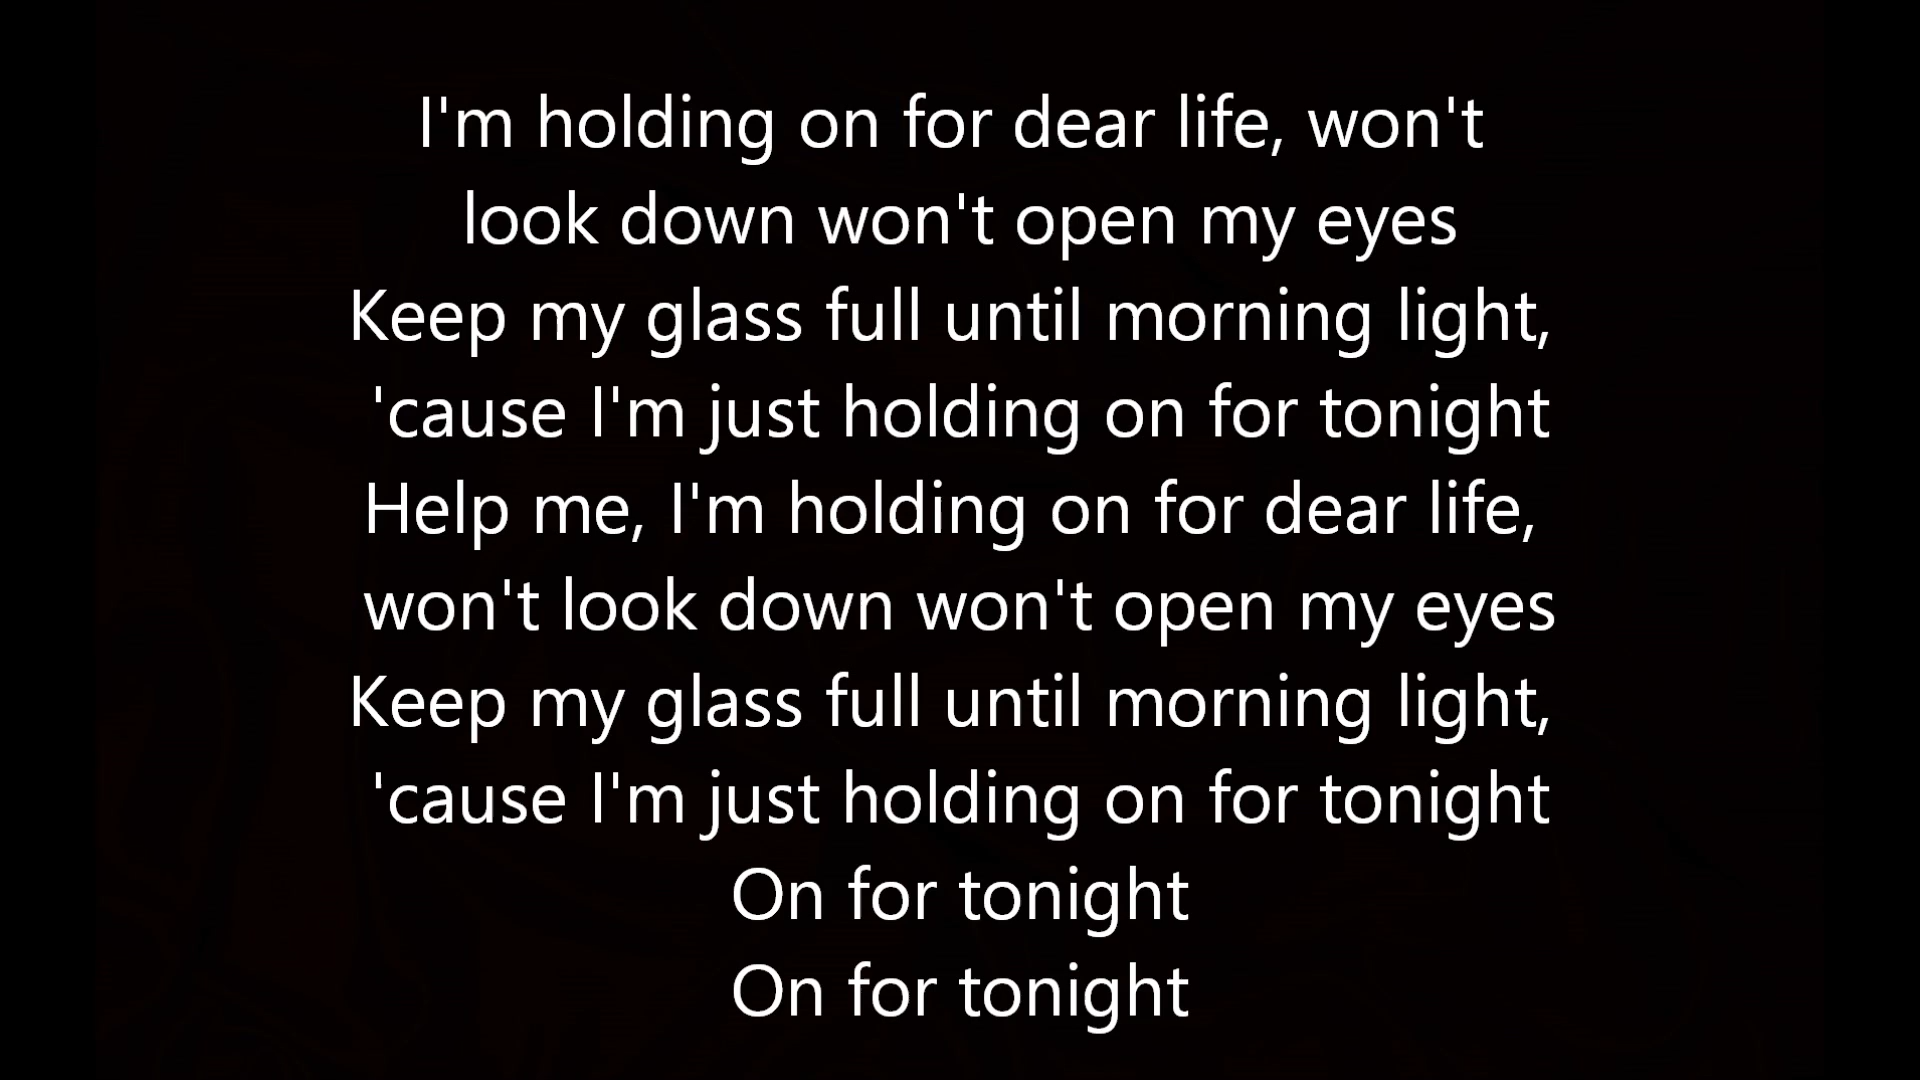 I'm holding on for dear life, won't
look down won't open my eyes
Keep my glass full until morning light,
'cause I'm just holding on for tonight
Help me, I'm holding on for dear life,
won't look down won't open my eyes
Keep my glass full until morning light,
'cause I'm just holding on for tonight
On for tonight
On for tonight